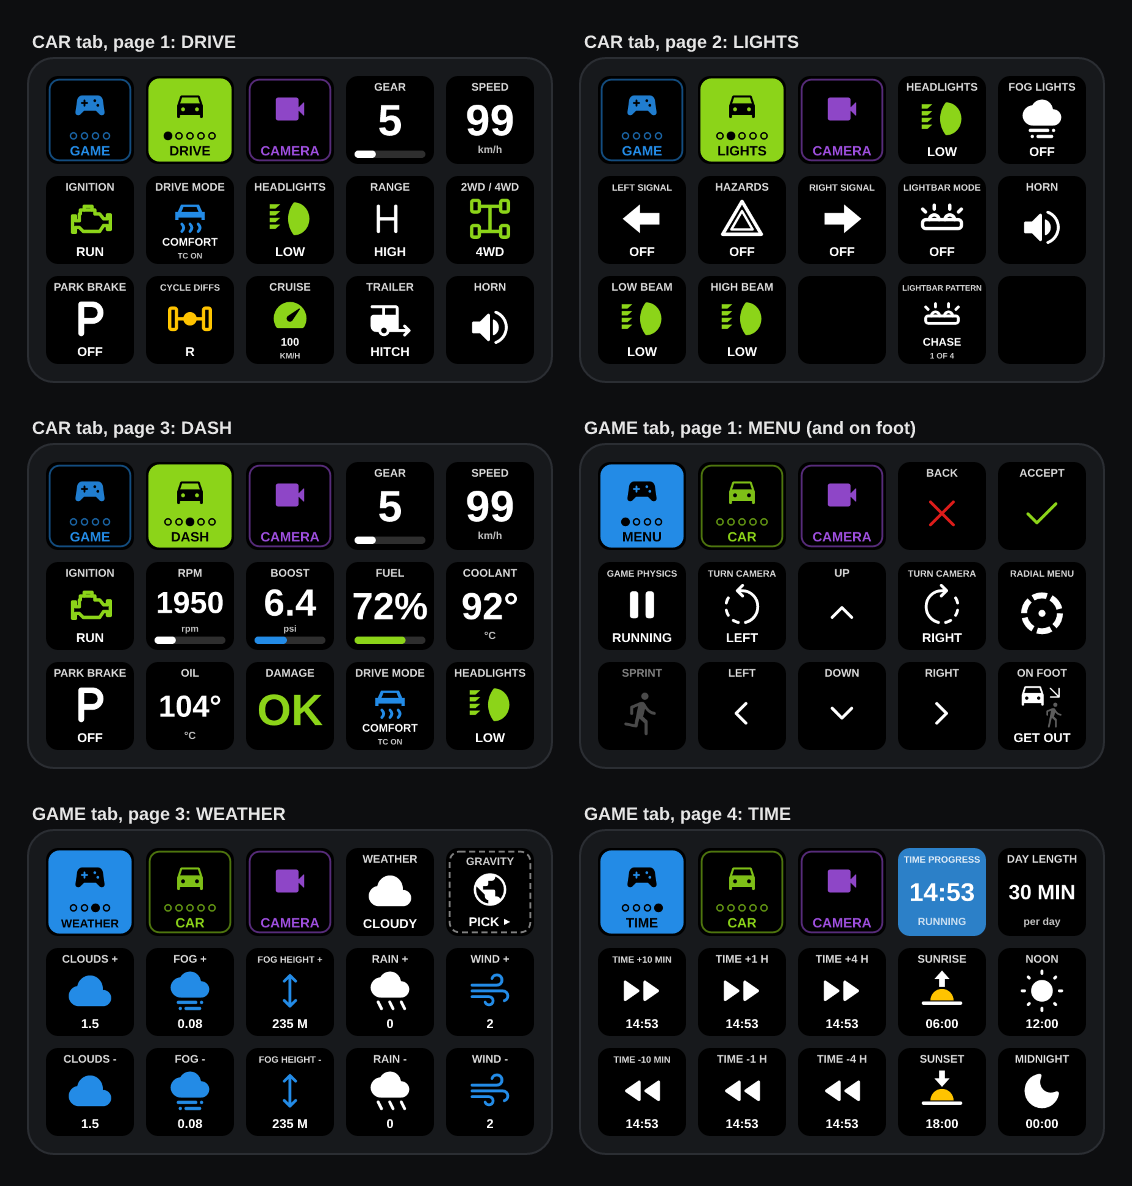 CAR tab, page 1: DRIVE
GAME
DRIVE
CAMERA
GEAR
5
SPEED
99
km/h
IGNITION
RUN
DRIVE MODE
COMFORT
TC ON
HEADLIGHTS
LOW
RANGE
H
HIGH
2WD / 4WD
4WD
PARK BRAKE
P
OFF
CYCLE DIFFS
R
CRUISE
100
KM/H
TRAILER
HITCH
HORN
CAR tab, page 2: LIGHTS
GAME
LIGHTS
CAMERA
HEADLIGHTS
LOW
FOG LIGHTS
OFF
LEFT SIGNAL
OFF
HAZARDS
OFF
RIGHT SIGNAL
OFF
LIGHTBAR MODE
OFF
HORN
LOW BEAM
LOW
HIGH BEAM
LOW
LIGHTBAR PATTERN
CHASE
1 OF 4
CAR tab, page 3: DASH
GAME
DASH
CAMERA
GEAR
5
SPEED
99
km/h
IGNITION
RUN
RPM
1950
rpm
BOOST
6.4
psi
FUEL
72%
COOLANT
92°
°C
PARK BRAKE
P
OFF
OIL
104°
°C
DAMAGE
OK
DRIVE MODE
COMFORT
TC ON
HEADLIGHTS
LOW
GAME tab, page 1: MENU (and on foot)
MENU
CAR
CAMERA
BACK
ACCEPT
GAME PHYSICS
RUNNING
TURN CAMERA
LEFT
UP
TURN CAMERA
RIGHT
RADIAL MENU
SPRINT
LEFT
DOWN
RIGHT
ON FOOT
GET OUT
GAME tab, page 3: WEATHER
WEATHER
CAR
CAMERA
WEATHER
CLOUDY
GRAVITY
PICK ▸
CLOUDS +
1.5
FOG +
0.08
FOG HEIGHT +
235 M
RAIN +
0
WIND +
2
CLOUDS -
1.5
FOG -
0.08
FOG HEIGHT -
235 M
RAIN -
0
WIND -
2
GAME tab, page 4: TIME
TIME
CAR
CAMERA
TIME PROGRESS
14:53
RUNNING
DAY LENGTH
30 MIN
per day
TIME +10 MIN
14:53
TIME +1 H
14:53
TIME +4 H
14:53
SUNRISE
06:00
NOON
12:00
TIME -10 MIN
14:53
TIME -1 H
14:53
TIME -4 H
14:53
SUNSET
18:00
MIDNIGHT
00:00